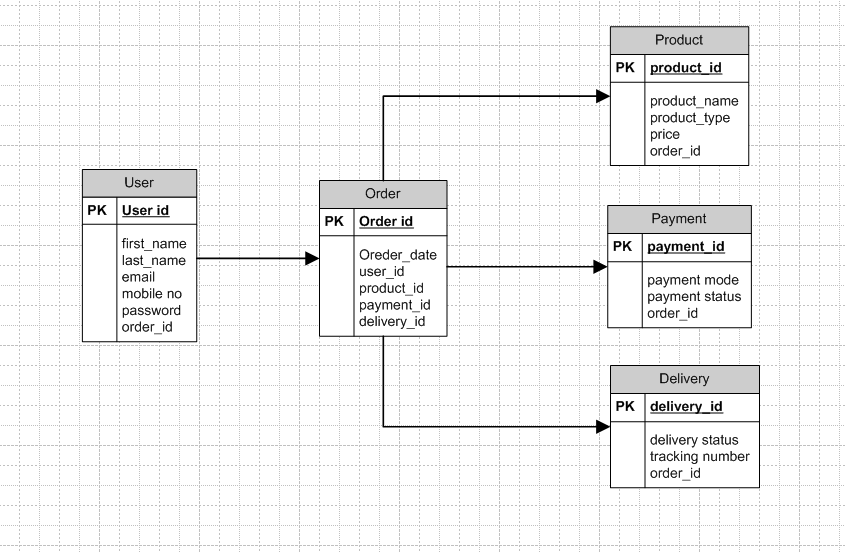 User
PK User id
first_name
last_name
email
mobile no
password
order_id
Order
PK Order id
Oreder_date
user_id
product_id
payment_id
delivery_id
Product
PK product_id
product_name
product_type
price
order_id
Payment
PK payment_id
payment mode
payment status
order_id
Delivery
PK delivery_id
delivery status
tracking number
order_id